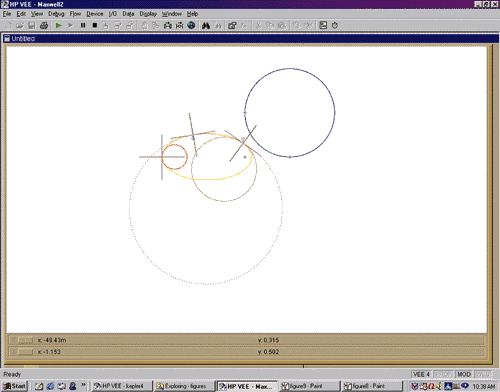 HP VEE - Maxwell2
File Edit View Debug Flow Device I/O Data Display Window Help
Untitled
x:-48.43m y:0.315
x:-1.153 y:0.502
Ready
VEE 4 MOD
Start HP VEE - kepler4 Exploring - figures HP VEE - Max... figure9 - Paint figure8 - Paint 10:38 AM